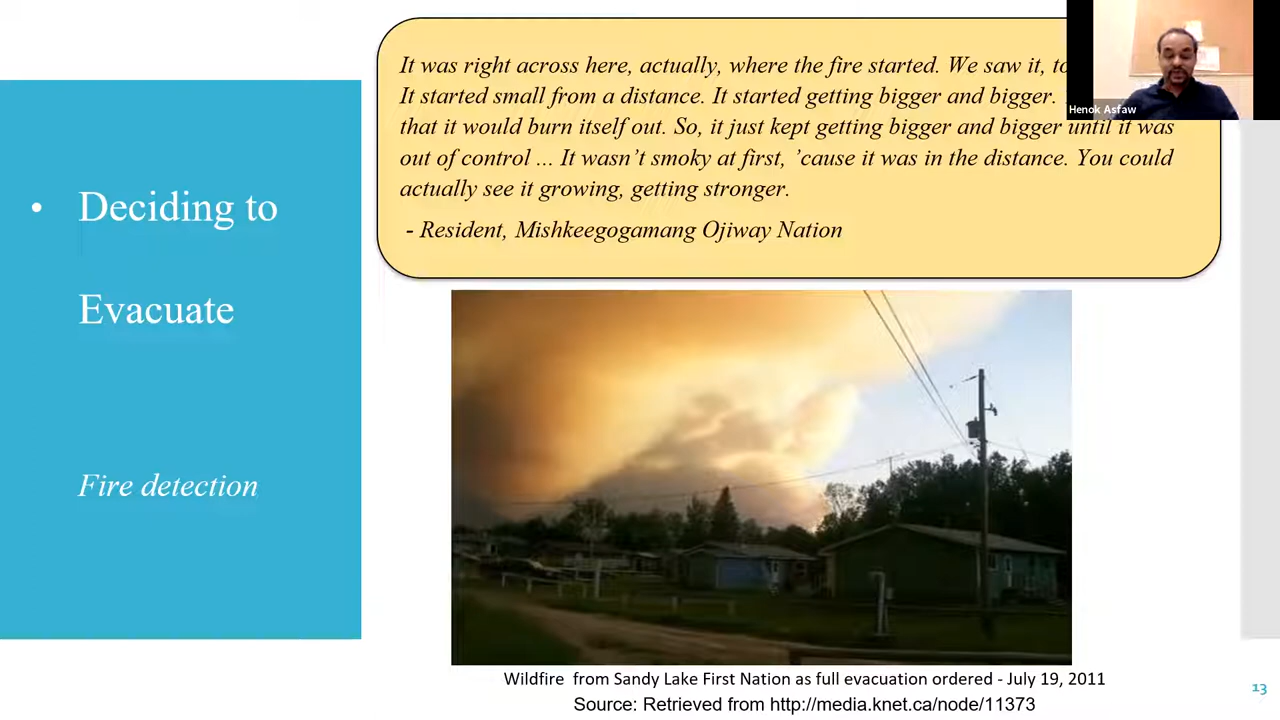 • Deciding to
Evacuate
Fire detection
It was right across here, actually, where the fire started. We saw it,
It started small from a distance. It started getting bigger and bigger.
that it would burn itself out. So, it just kept getting bigger and bigger until it was
out of control ... It wasn’t smoky at first, ’cause it was in the distance. You could
actually see it growing, getting stronger.
- Resident, Mishkeegogamang Ojiway Nation
Henok Asfaw
Wildfire from Sandy Lake First Nation as full evacuation ordered - July 19, 2011
Source: Retrieved from http://media.knet.ca/node/11373
13